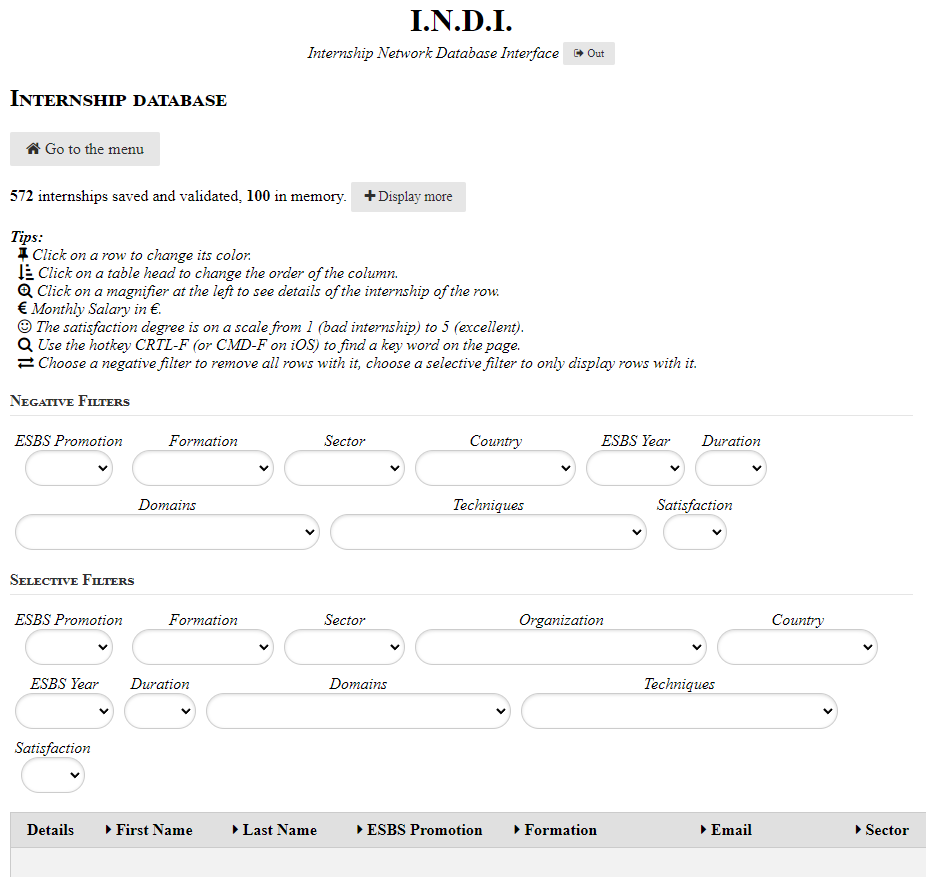 I.N.D.I.
Internship Network Database Interface Out
Internship database
Go to the menu
572 internships saved and validated, 100 in memory. Display more
Tips:
Click on a row to change its color.
Click on a table head to change the order of the column.
Click on a magnifier at the left to see details of the internship of the row.
€ Monthly Salary in €.
The satisfaction degree is on a scale from 1 (bad internship) to 5 (excellent).
Use the hotkey CRTL-F (or CMD-F on iOS) to find a key word on the page.
Choose a negative filter to remove all rows with it, choose a selective filter to only display rows with it.
Negative Filters
ESBS Promotion Formation Sector Country ESBS Year Duration
Domains Techniques Satisfaction
Selective Filters
ESBS Promotion Formation Sector Organization Country
ESBS Year Duration Domains Techniques
Satisfaction
Details First Name Last Name ESBS Promotion Formation Email Sector